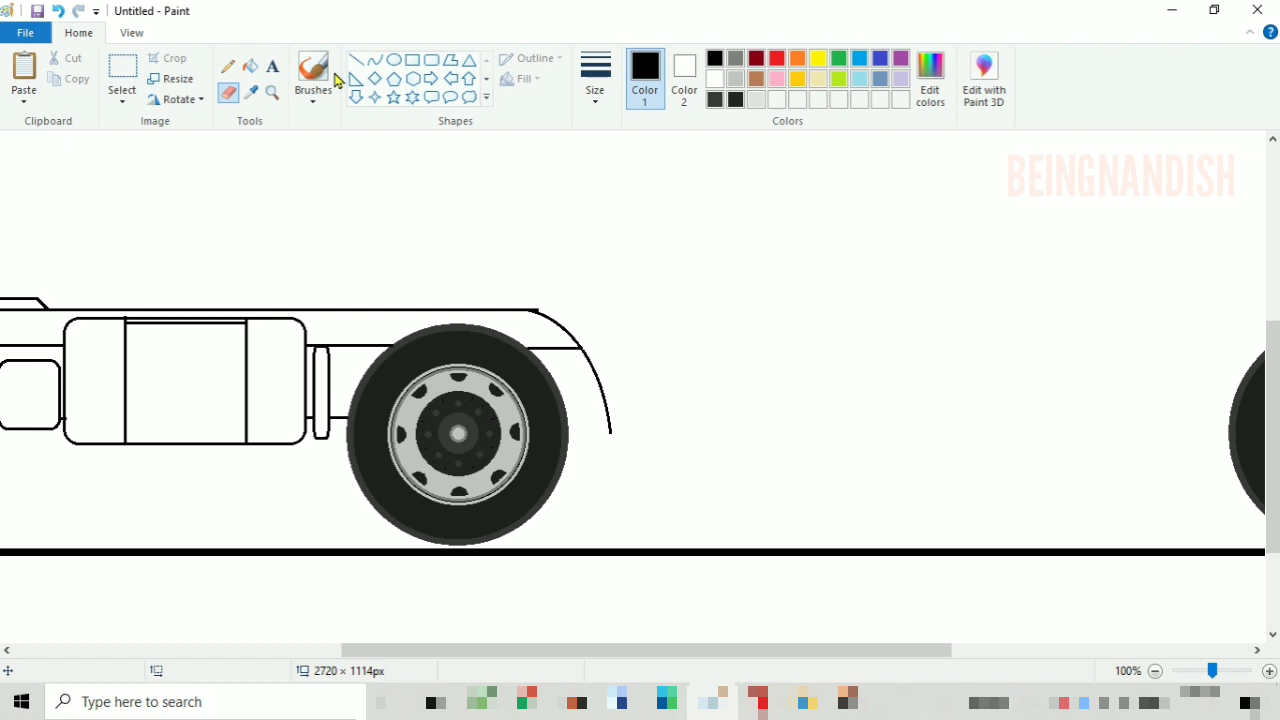 Untitled - Paint
File Home View
Paste
Cut
Copy
Clipboard
Select
Crop
Resize
Rotate
Image
Tools
Brushes
Shapes
Outline
Fill
Size
Color 1
Color 2
Edit colors
Colors
Edit with Paint 3D
BEINGNANDISH
2720 × 1114px
100%
Type here to search